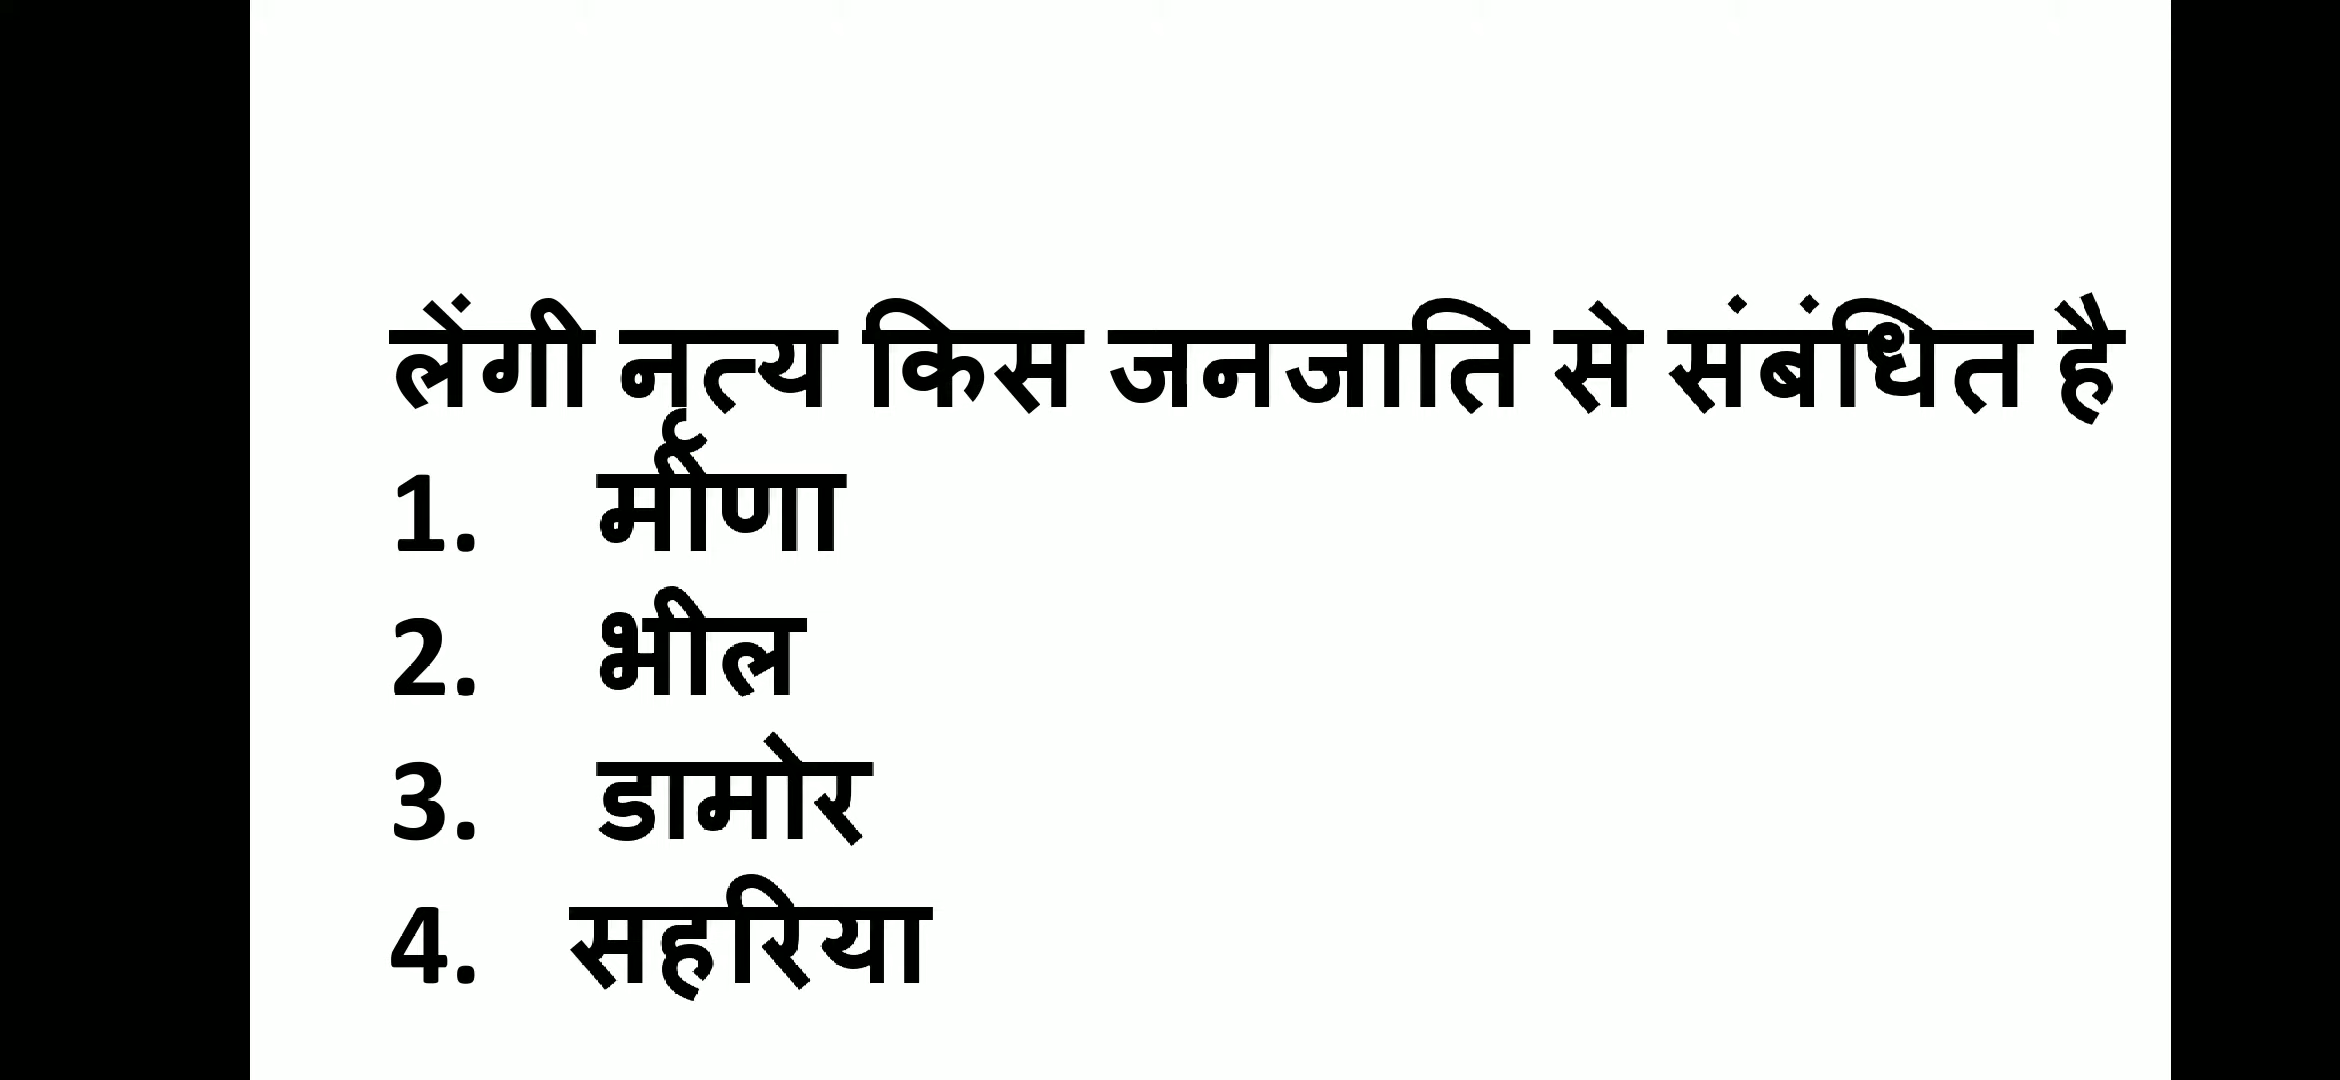 लेंगी नृत्य किस जनजाति से संबंधित है
1. मीणा
2. भील
3. डामोर
4. सहरिया